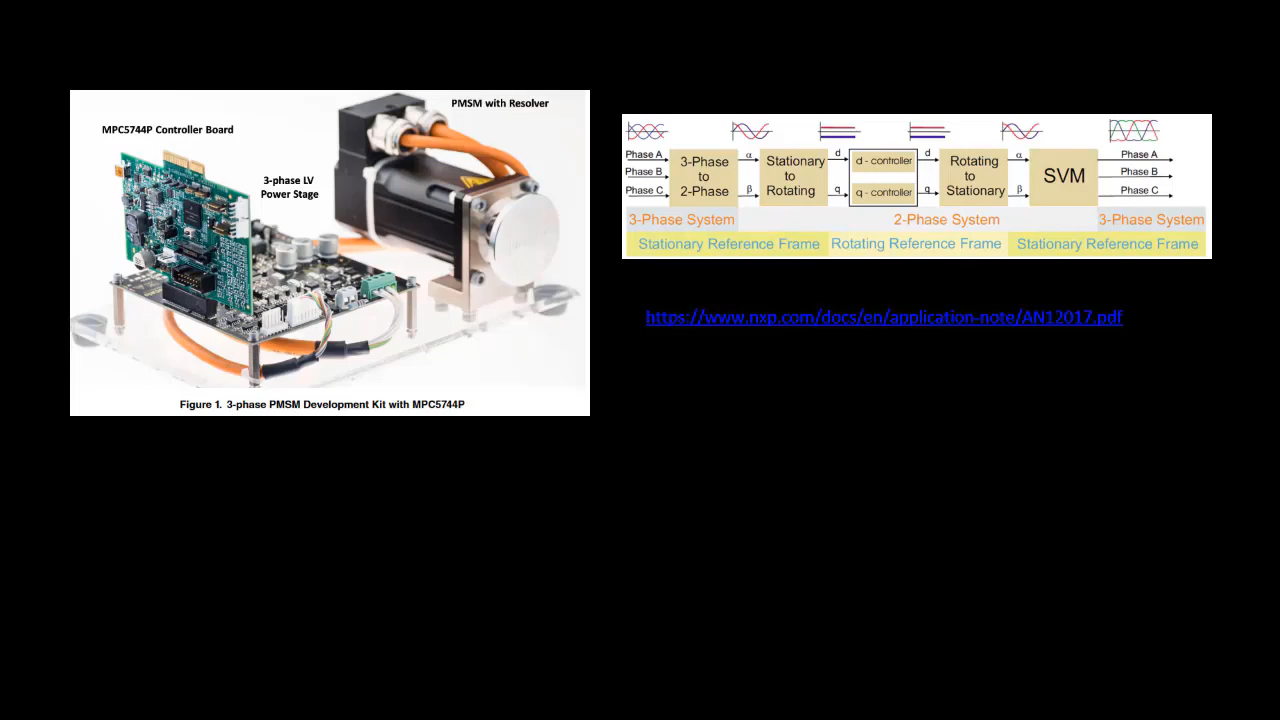 PMSM with Resolver
MPC5744P Controller Board
3-phase LV
Power Stage
Figure 1. 3-phase PMSM Development Kit with MPC5744P
Phase A
Phase B
Phase C
3-Phase
to
2-Phase
α
β
Stationary
to
Rotating
d
q
d - controller
q - controller
d
q
Rotating
to
Stationary
α
β
SVM
Phase A
Phase B
Phase C
3-Phase System
2-Phase System
3-Phase System
Stationary Reference Frame
Rotating Reference Frame
Stationary Reference Frame
https://www.nxp.com/docs/en/application-note/AN12017.pdf